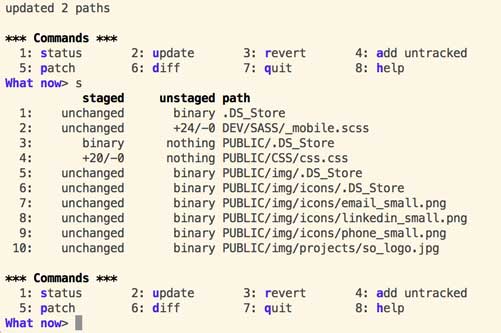 updated 2 paths
*** Commands ***
1: status 2: update 3: revert 4: add untracked
5: patch 6: diff 7: quit 8: help
What now> s
staged unstaged path
1: unchanged binary .DS_Store
2: unchanged +24/-0 DEV/SASS/_mobile.scss
3: binary nothing PUBLIC/.DS_Store
4: +20/-0 nothing PUBLIC/CSS/css.css
5: unchanged binary PUBLIC/img/.DS_Store
6: unchanged binary PUBLIC/img/icons/.DS_Store
7: unchanged binary PUBLIC/img/icons/email_small.png
8: unchanged binary PUBLIC/img/icons/linkedin_small.png
9: unchanged binary PUBLIC/img/icons/phone_small.png
10: unchanged binary PUBLIC/img/projects/so_logo.jpg
*** Commands ***
1: status 2: update 3: revert 4: add untracked
5: patch 6: diff 7: quit 8: help
What now>